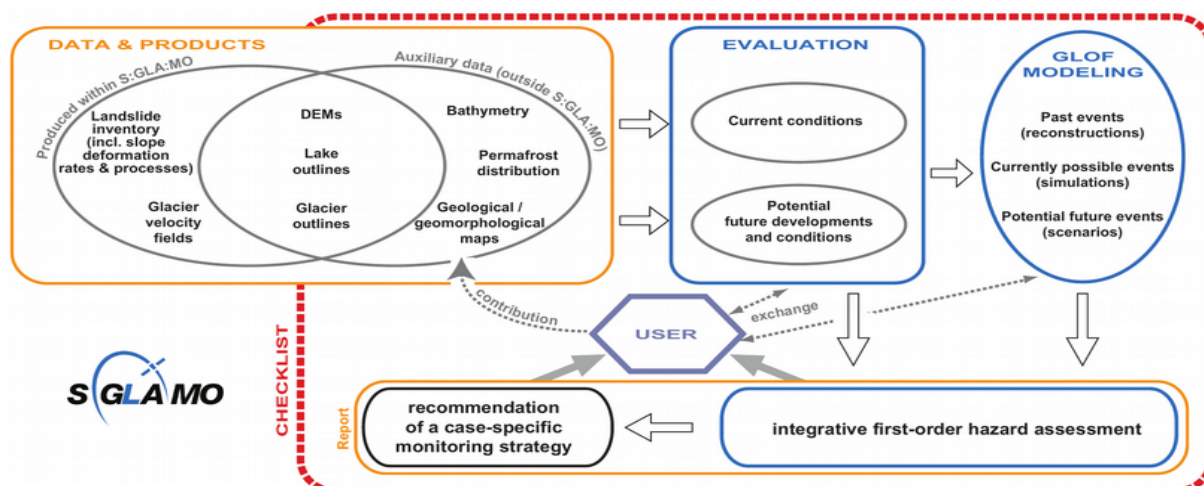 DATA & PRODUCTS
Produced within S:GLA:MO
Auxiliary data (outside S:GLA:MO)
Landslide
inventory
(incl. slope
deformation
rates & processes)
Glacier
velocity
fields
DEMs
Lake
outlines
Glacier
outlines
Bathymetry
Permafrost
distribution
Geological /
geomorphological
maps
EVALUATION
Current conditions
Potential
future developments
and conditions
GLOF
MODELING
Past events
(reconstructions)
Currently possible events
(simulations)
Potential future events
(scenarios)
contribution
USER
exchange
CHECKLIST
S GLA MO
Report
recommendation
of a case-specific
monitoring strategy
integrative first-order hazard assessment